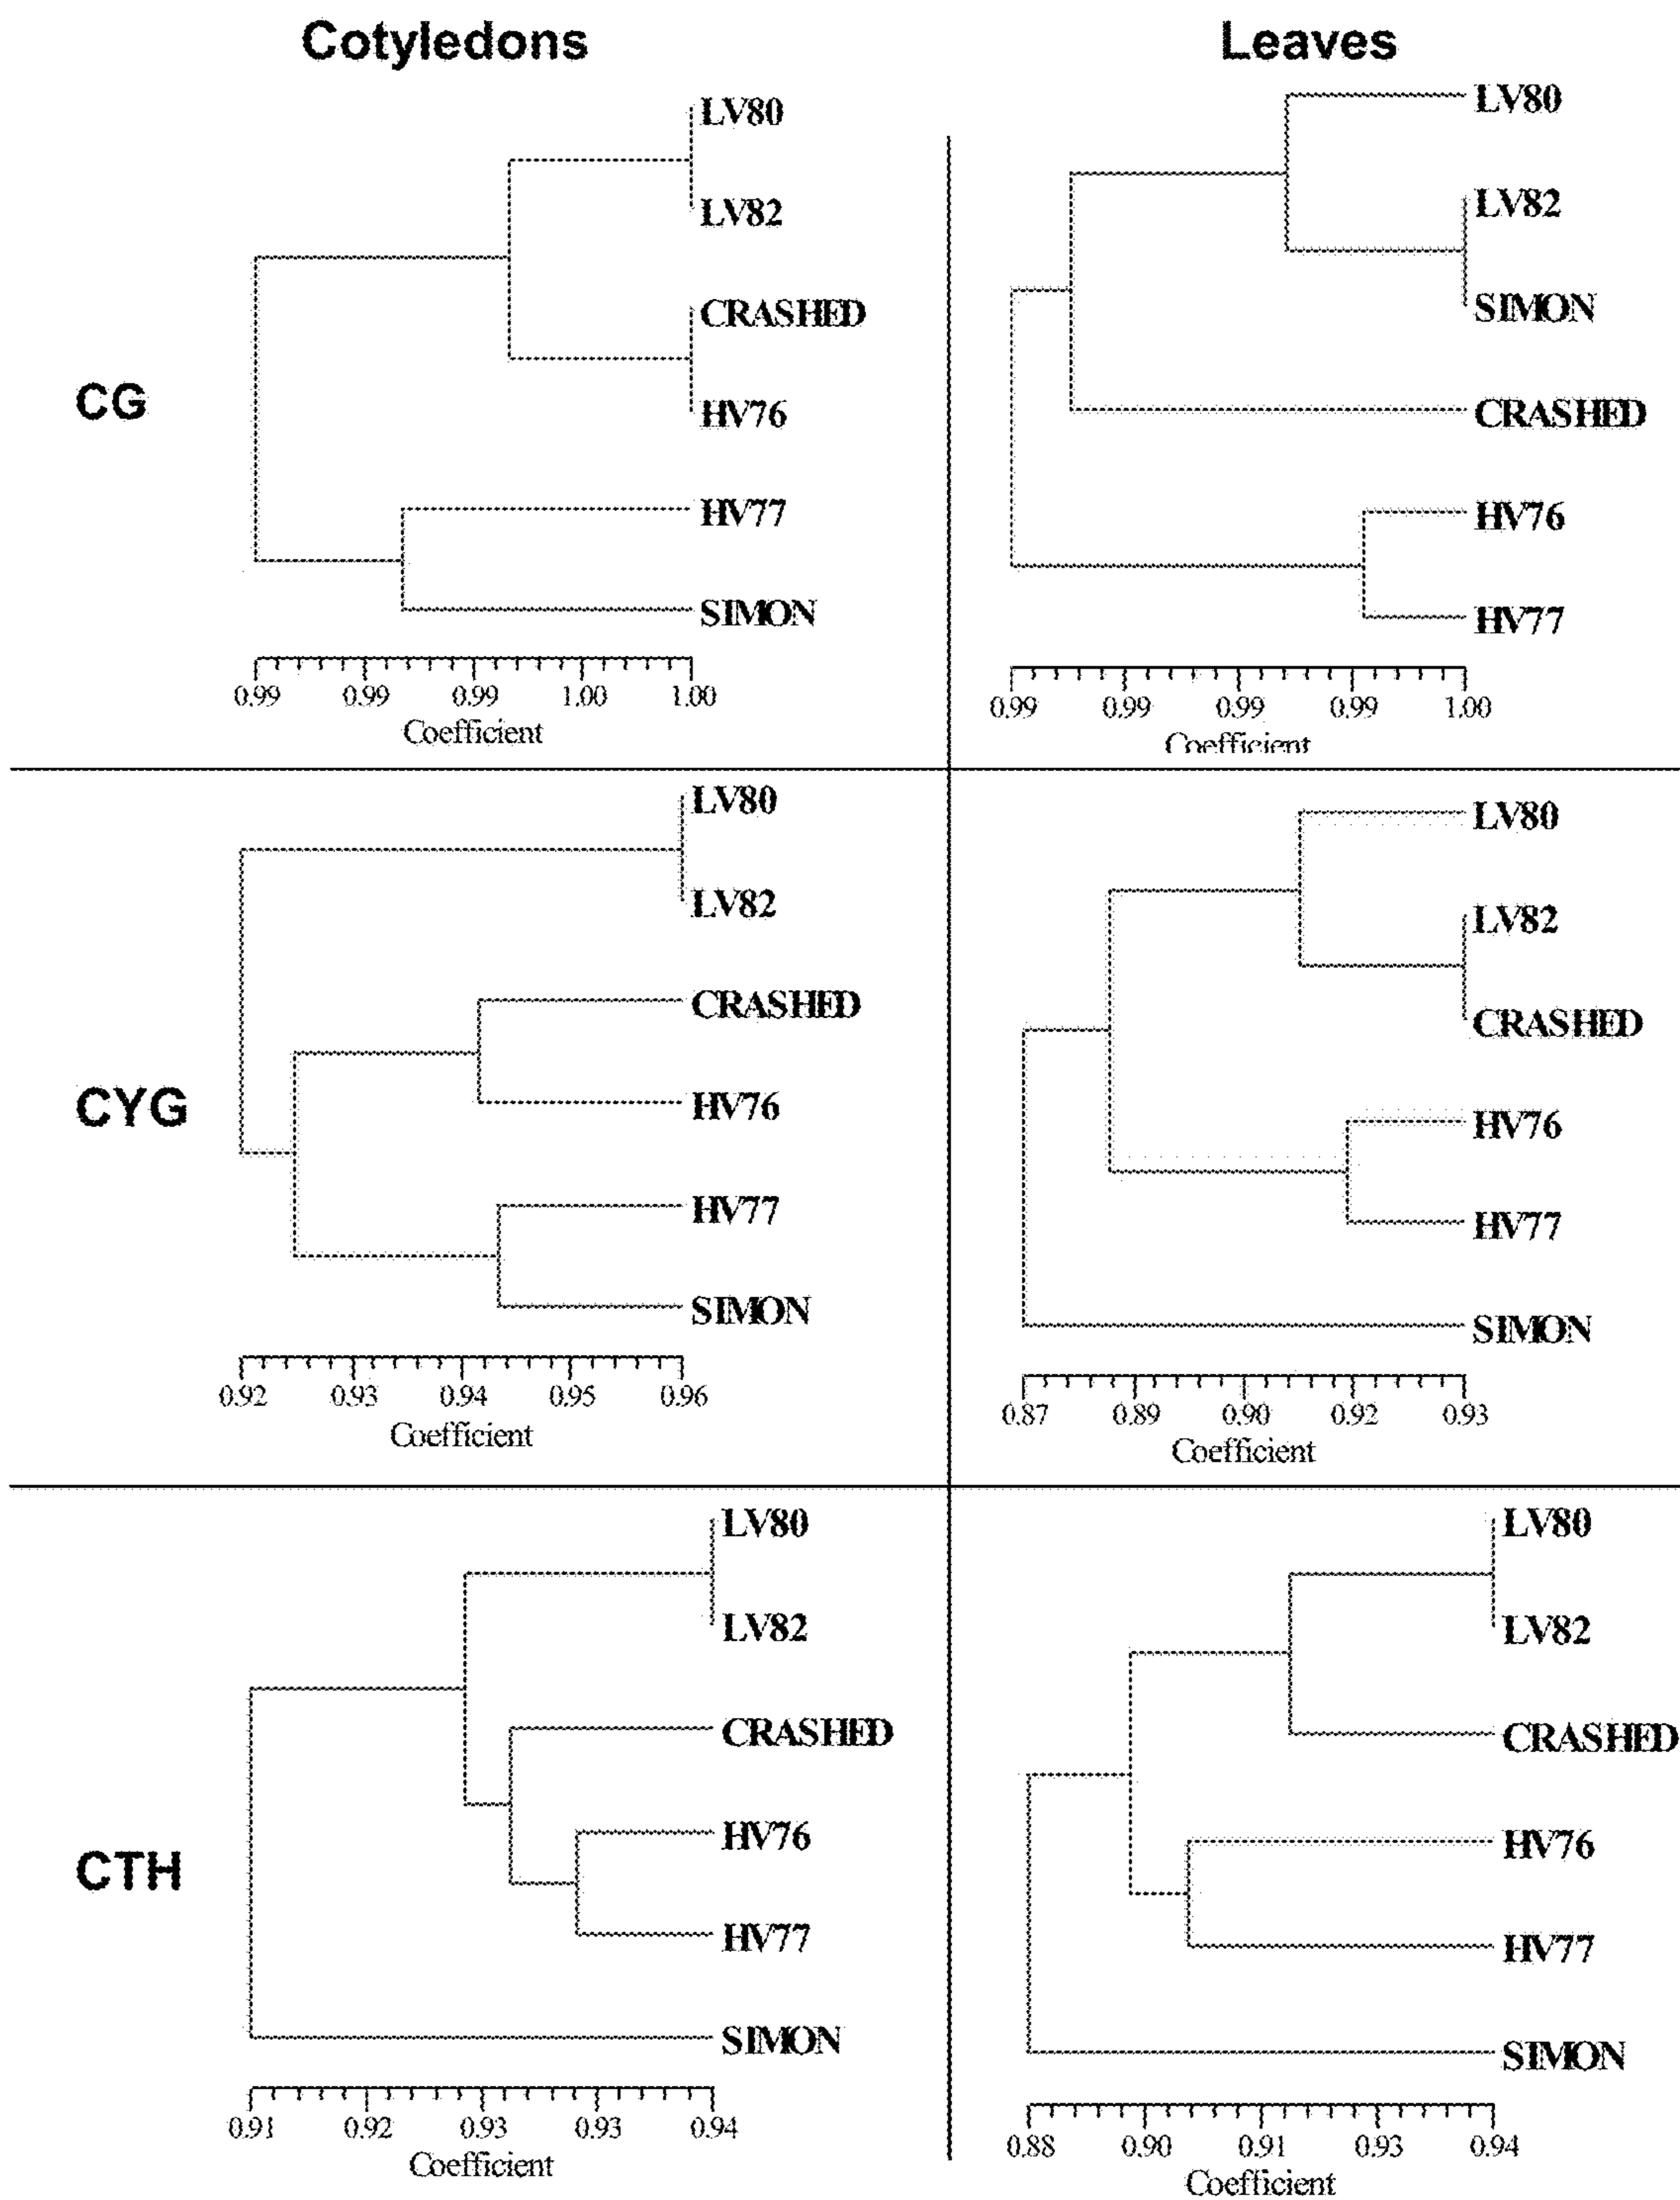 Cotyledons
LV80
LV82
CRASHED
CG
HV76
HV77
SIMON
0.99 0.99 0.99 1.00 1.00
Coefficient
Leaves
LV80
LV82
SIMON
CRASHED
HV76
HV77
0.99 0.99 0.99 0.99 1.00
Coefficient
LV80
LV82
CRASHED
CYG
HV76
HV77
SIMON
0.92 0.93 0.94 0.95 0.96
Coefficient
LV80
LV82
CRASHED
HV76
HV77
SIMON
0.87 0.89 0.90 0.92 0.93
Coefficient
LV80
LV82
CRASHED
HV76
CTH
HV77
SIMON
0.91 0.92 0.93 0.93 0.94
Coefficient
LV80
LV82
CRASHED
HV76
HV77
SIMON
0.88 0.90 0.91 0.93 0.94
Coefficient